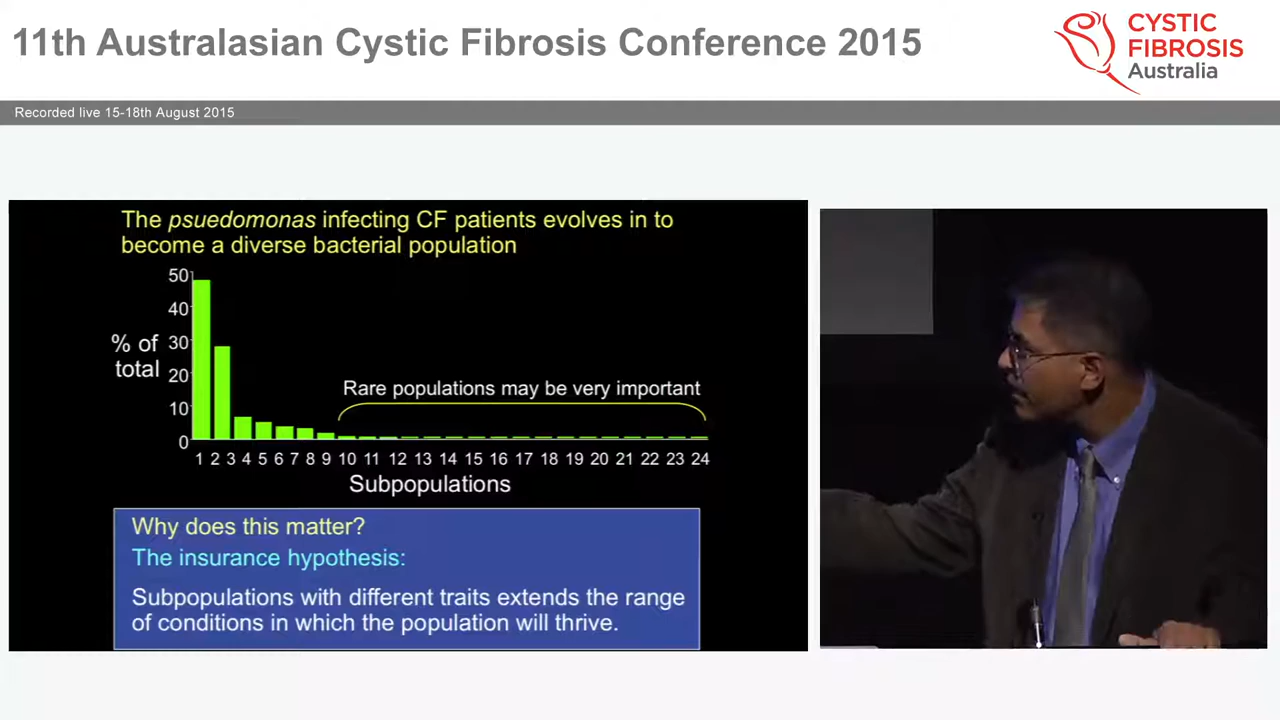 11th Australasian Cystic Fibrosis Conference 2015
CYSTIC
FIBROSIS
Australia
Recorded live 15-18th August 2015
The psuedomonas infecting CF patients evolves in to
become a diverse bacterial population
50
40
30
20
10
0
% of
total
Rare populations may be very important
1 2 3 4 5 6 7 8 9 10 11 12 13 14 15 16 17 18 19 20 21 22 23 24
Subpopulations
Why does this matter?
The insurance hypothesis:
Subpopulations with different traits extends the range
of conditions in which the population will thrive.